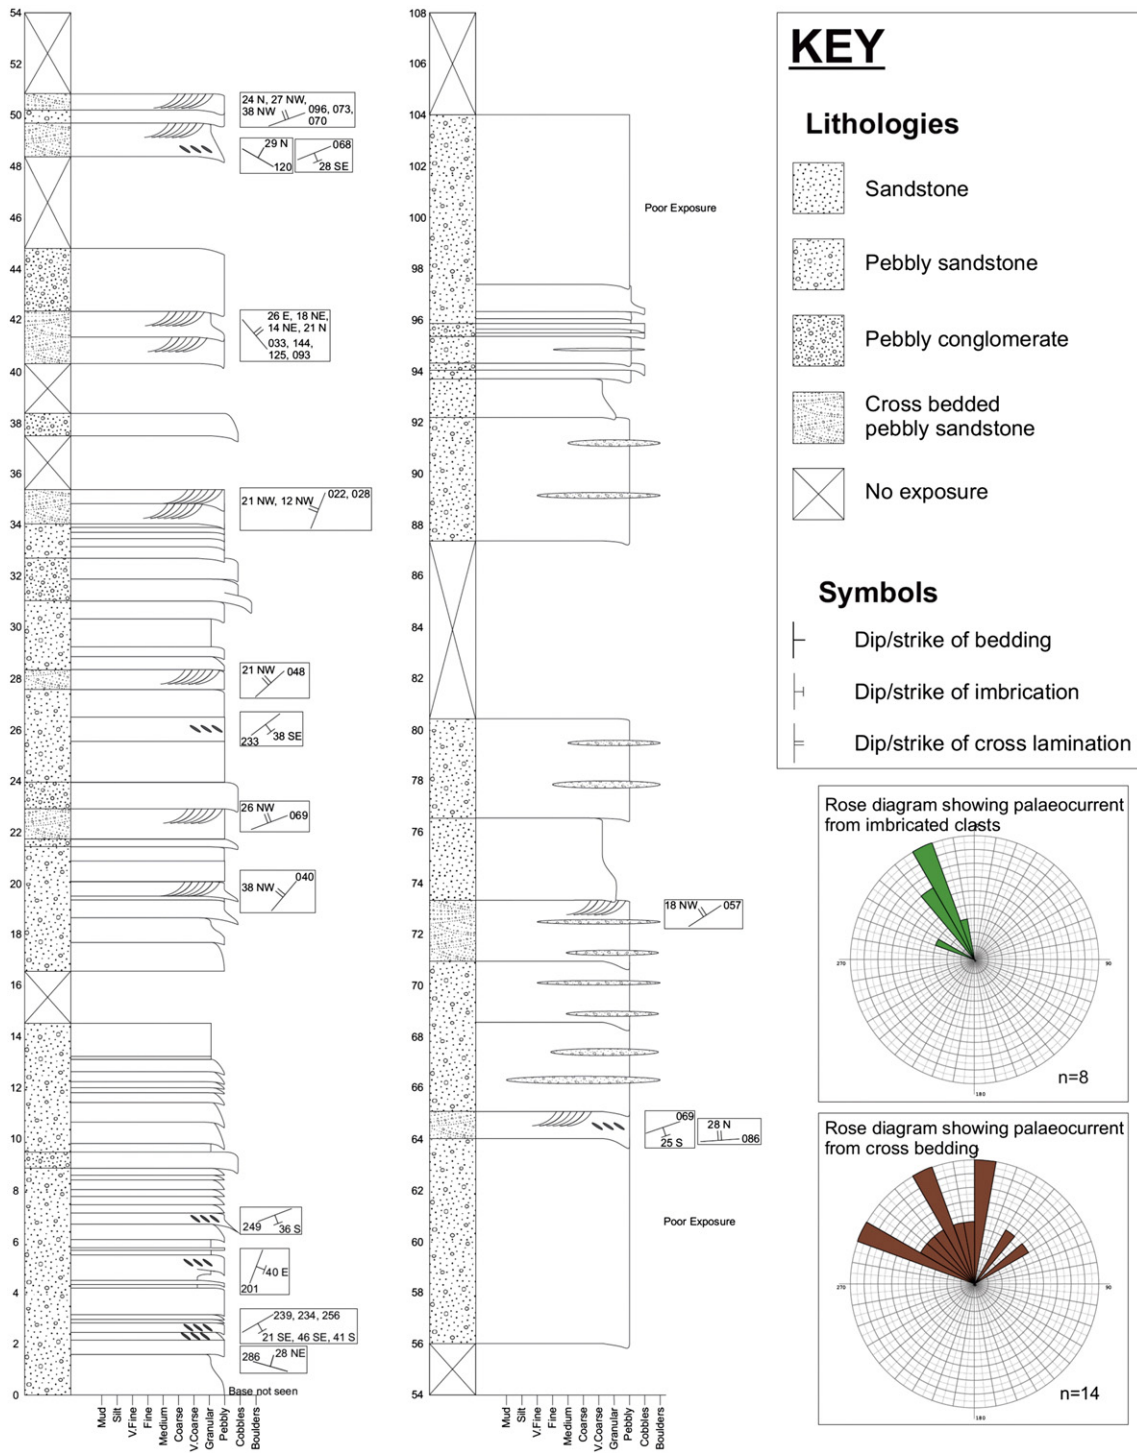 54
52
50
48
46
44
42
40
38
36
34
32
30
28
26
24
22
20
18
16
14
12
10
8
6
4
2
0
24 N, 27 NW,
38 NW
096, 073,
070
29 N
120
068
28 SE
26 E, 18 NE,
14 NE, 21 N
033, 144,
125, 093
21 NW, 12 NW
022, 028
21 NW
048
233
38 SE
26 NW
069
38 NW
040
249
36 S
40 E
201
239, 234, 256
21 SE, 46 SE, 41 S
286
28 NE
Base not seen
Mud
Silt
V.Fine
Fine
Medium
Coarse
V.Coarse
Granular
Pebbly
Cobbles
Boulders
108
106
104
102
100
98
96
94
92
90
88
86
84
82
80
78
76
74
72
70
68
66
64
62
60
58
56
54
Poor Exposure
18 NW
057
069
25 S
28 N
086
Poor Exposure
Mud
Silt
V.Fine
Fine
Medium
Coarse
V.Coarse
Granular
Pebbly
Cobbles
Boulders
KEY
Lithologies
Sandstone
Pebbly sandstone
Pebbly conglomerate
Cross bedded
pebbly sandstone
No exposure
Symbols
Dip/strike of bedding
Dip/strike of imbrication
Dip/strike of cross lamination
Rose diagram showing palaeocurrent
from imbricated clasts
270
90
180
n=8
Rose diagram showing palaeocurrent
from cross bedding
270
90
180
n=14